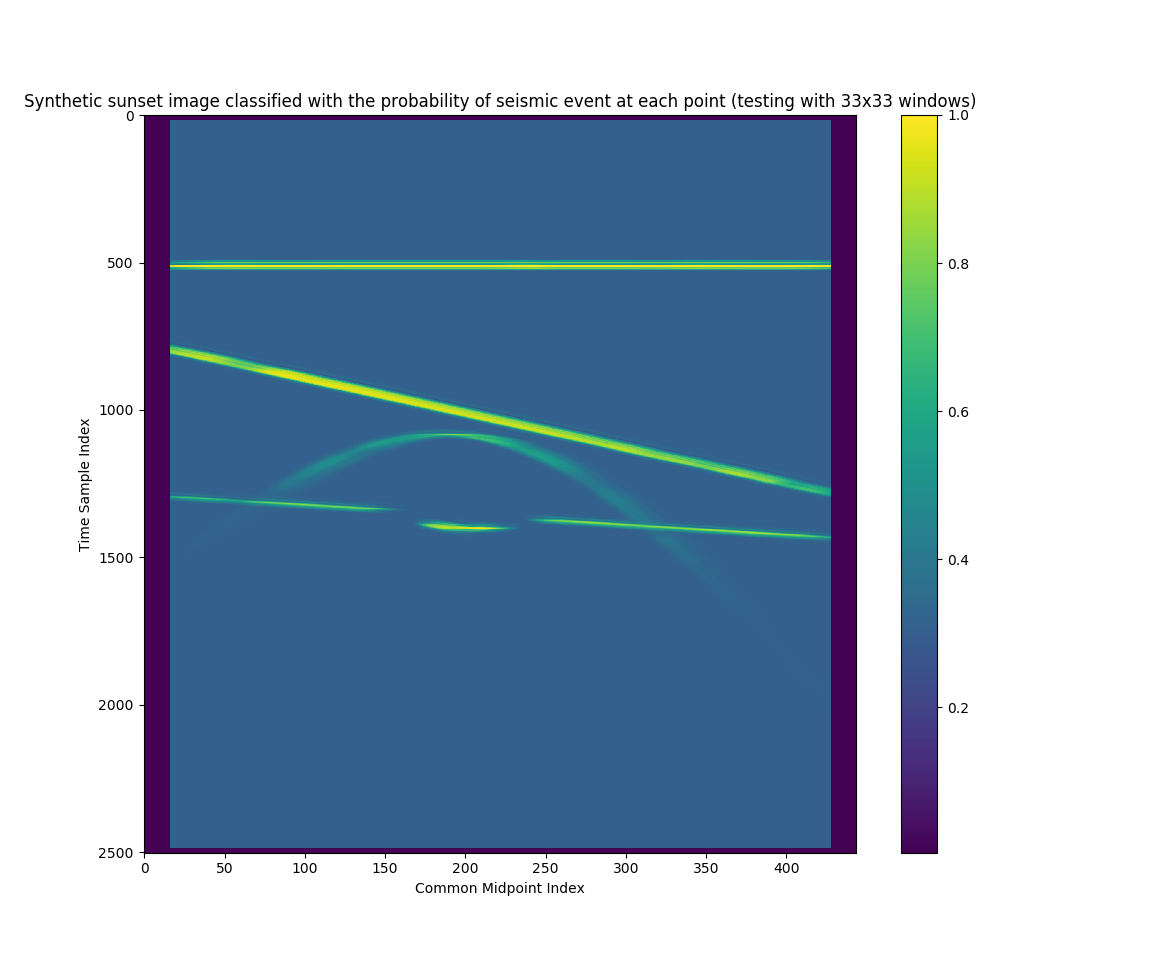 Synthetic sunset image classified with the probability of seismic event at each point (testing with 33x33 windows)
0
500
1000
1500
2000
2500
Time Sample Index
0 50 100 150 200 250 300 350 400
Common Midpoint Index
1.0
0.8
0.6
0.4
0.2